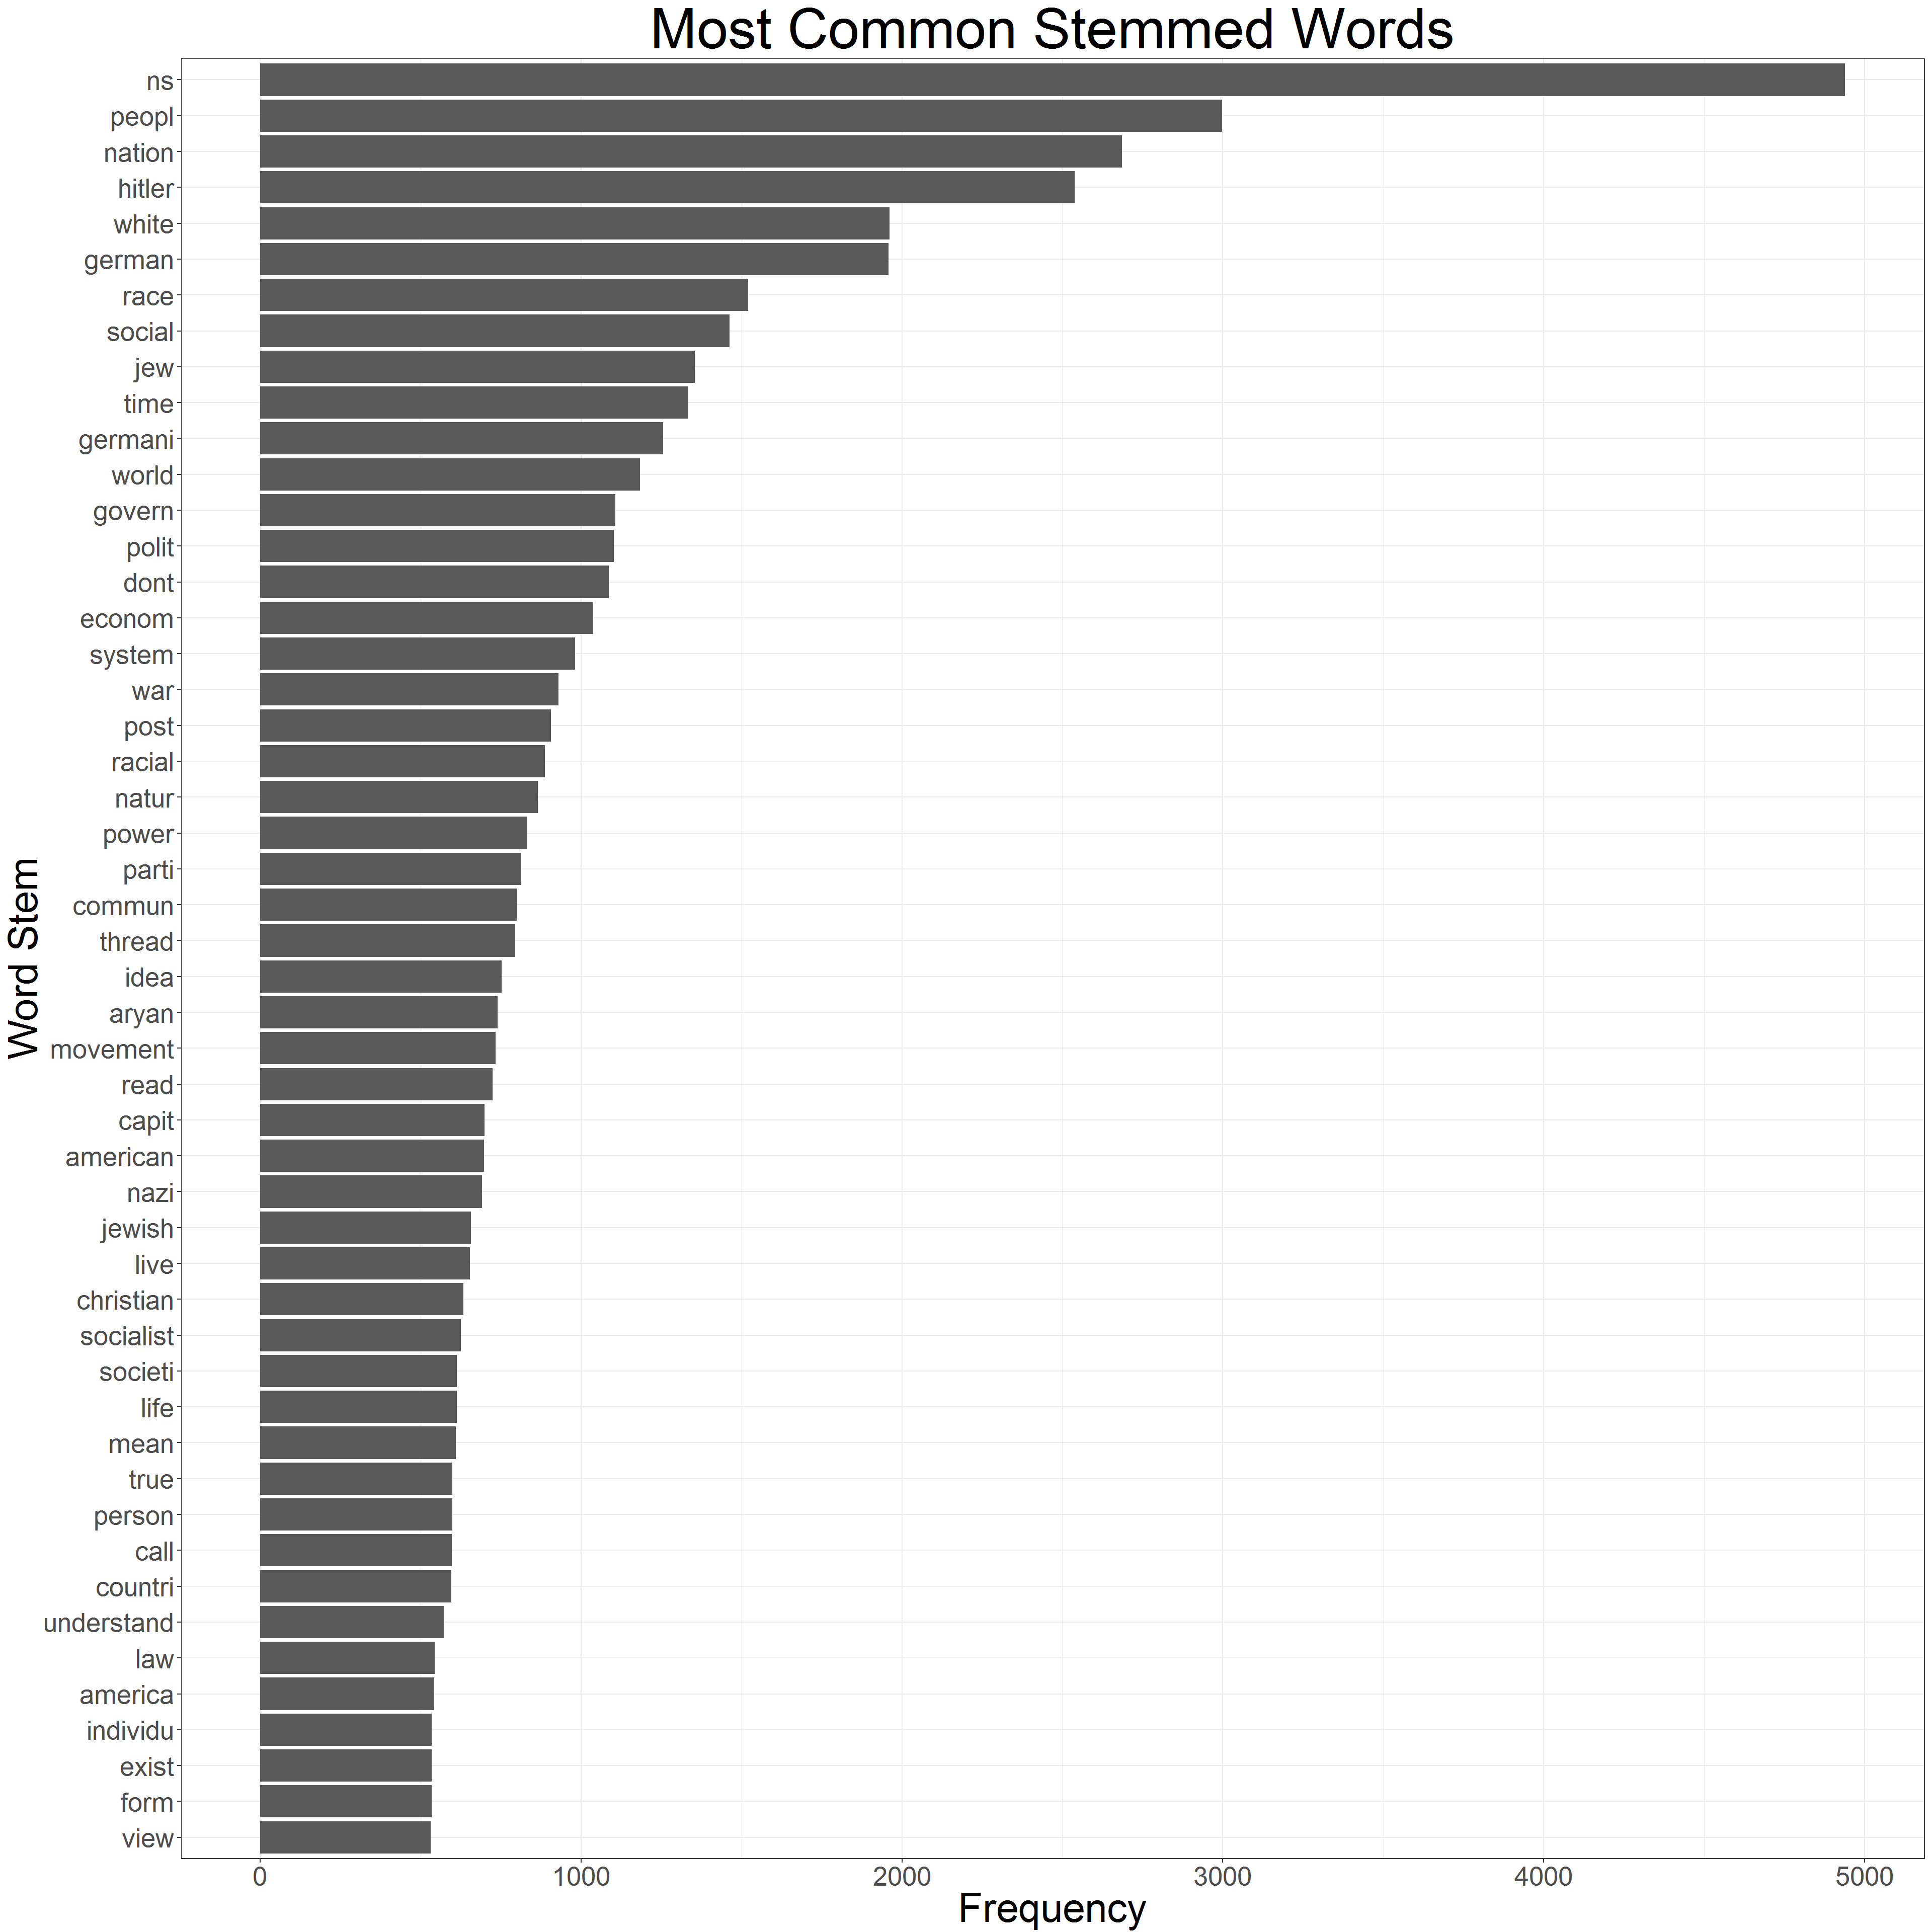 Most Common Stemmed Words
Word Stem
ns
peopl
nation
hitler
white
german
race
social
jew
time
germani
world
govern
polit
dont
econom
system
war
post
racial
natur
power
parti
commun
thread
idea
aryan
movement
read
capit
american
nazi
jewish
live
christian
socialist
societi
life
mean
true
person
call
countri
understand
law
america
individu
exist
form
view
0 1000 2000 3000 4000 5000
Frequency